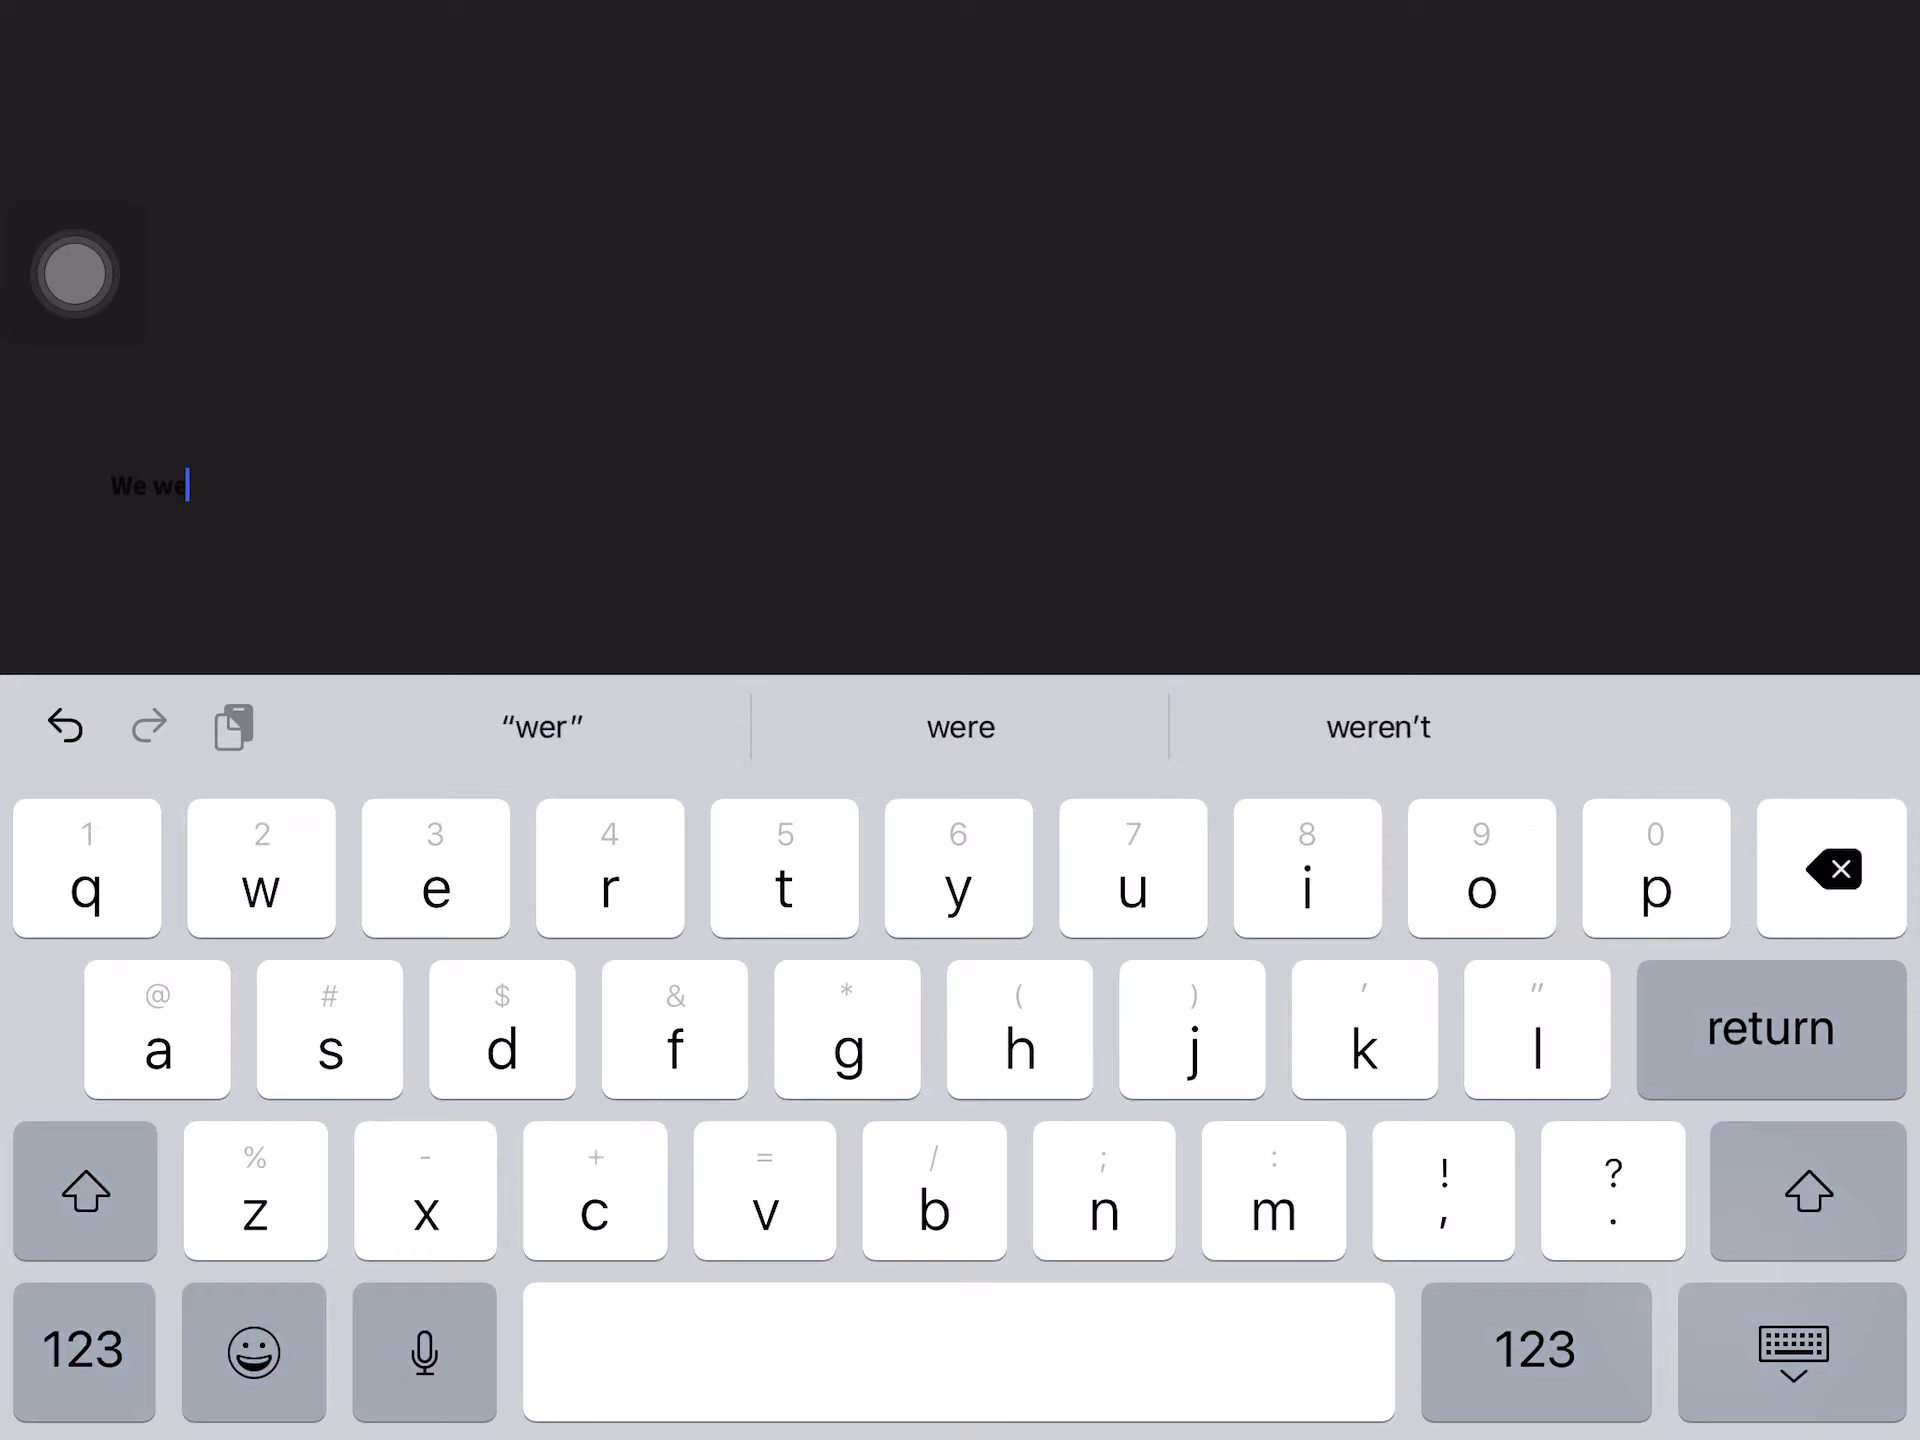 We we
“wer” were weren’t
1 2 3 4 5 6 7 8 9 0
q w e r t y u i o p
@ # $ & * ( ) ' "
a s d f g h j k l return
% - + = / ; : ! ?
z x c v b n m , .
123 123